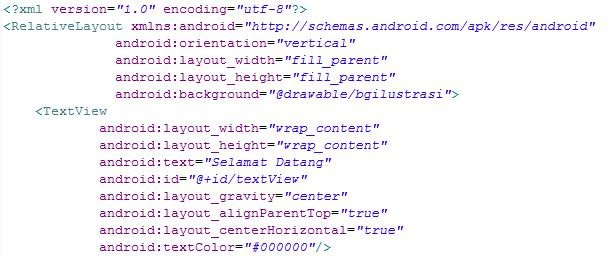 <?xml version="1.0" encoding="utf-8"?>
<RelativeLayout xmlns:android="http://schemas.android.com/apk/res/android"
android:orientation="vertical"
android:layout_width="fill_parent"
android:layout_height="fill_parent"
android:background="@drawable/bgilustrasi">
<TextView
android:layout_width="wrap_content"
android:layout_height="wrap_content"
android:text="Selamat Datang"
android:id="@+id/textView"
android:layout_gravity="center"
android:layout_alignParentTop="true"
android:layout_centerHorizontal="true"
android:textColor="#000000"/>